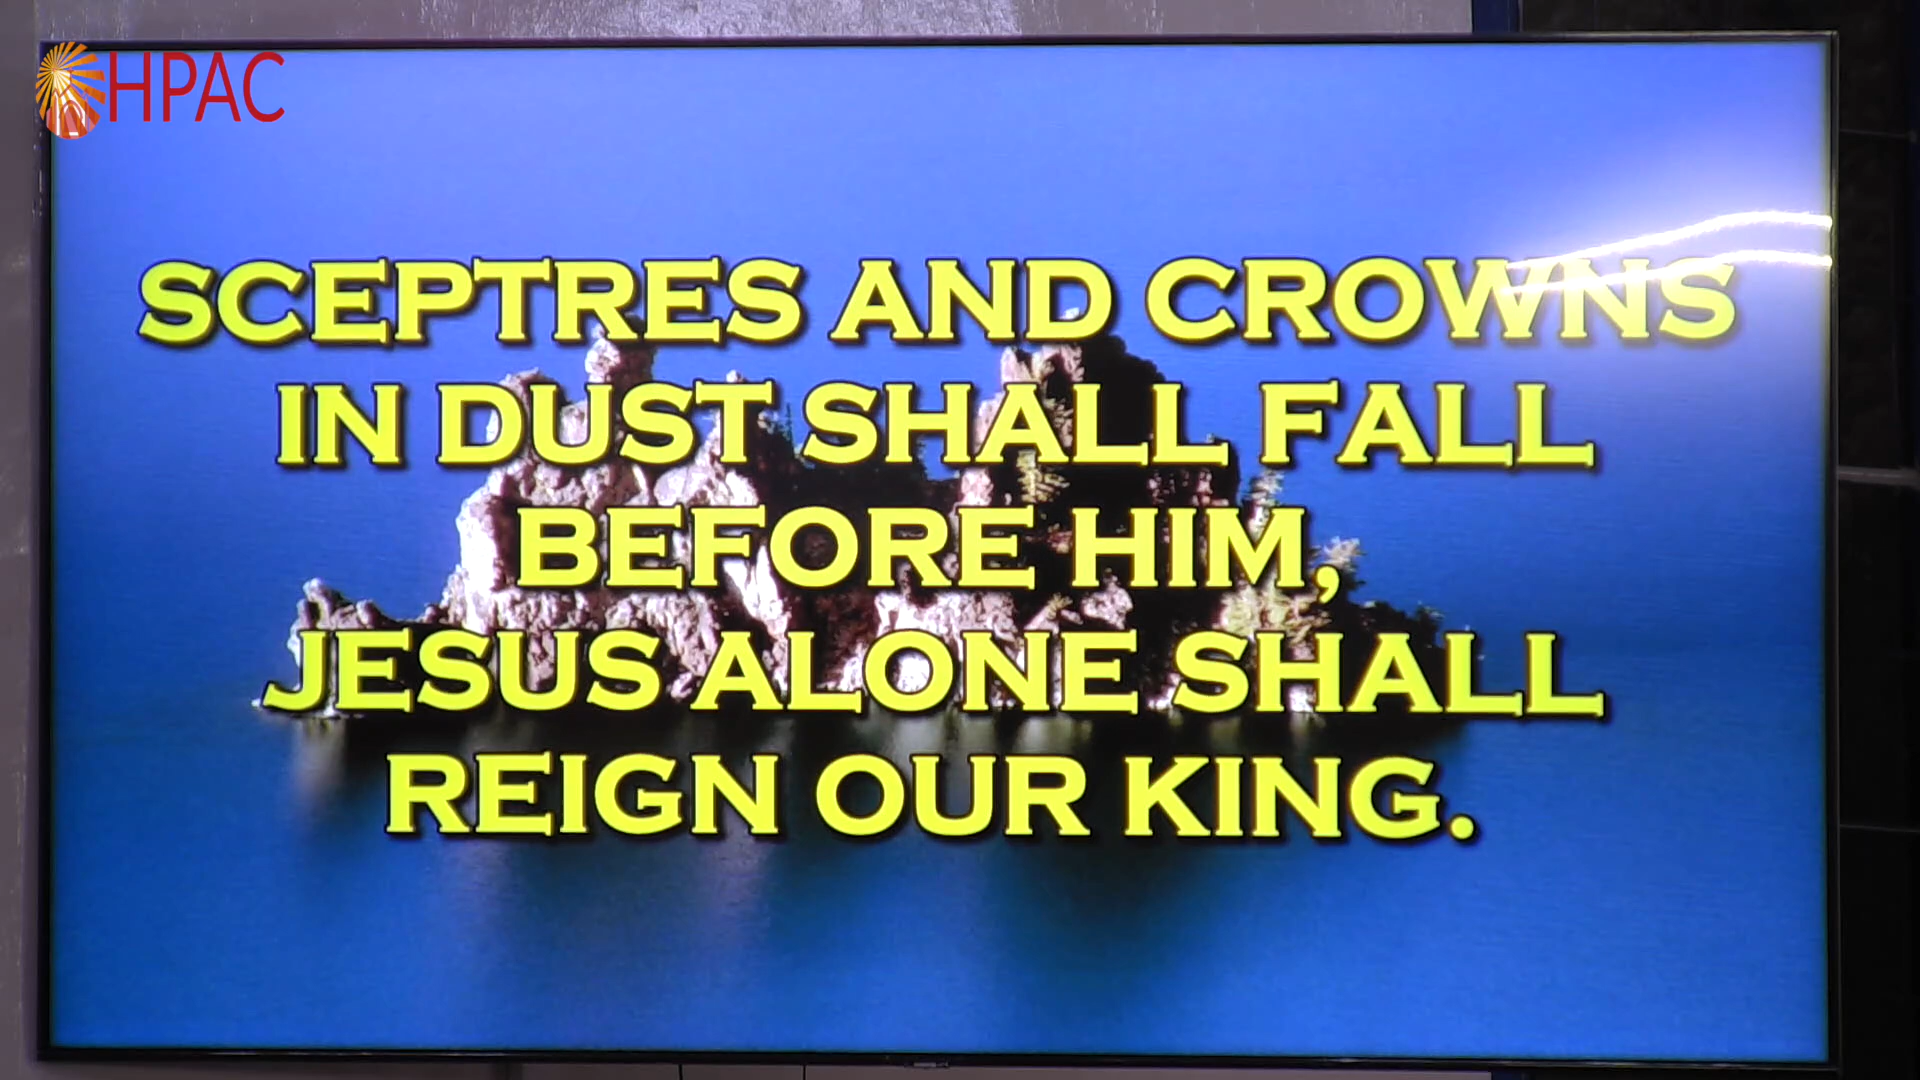 HPAC
SCEPTRES AND CROWNS
IN DUST SHALL FALL
BEFORE HIM,
JESUS ALONE SHALL
REIGN OUR KING.